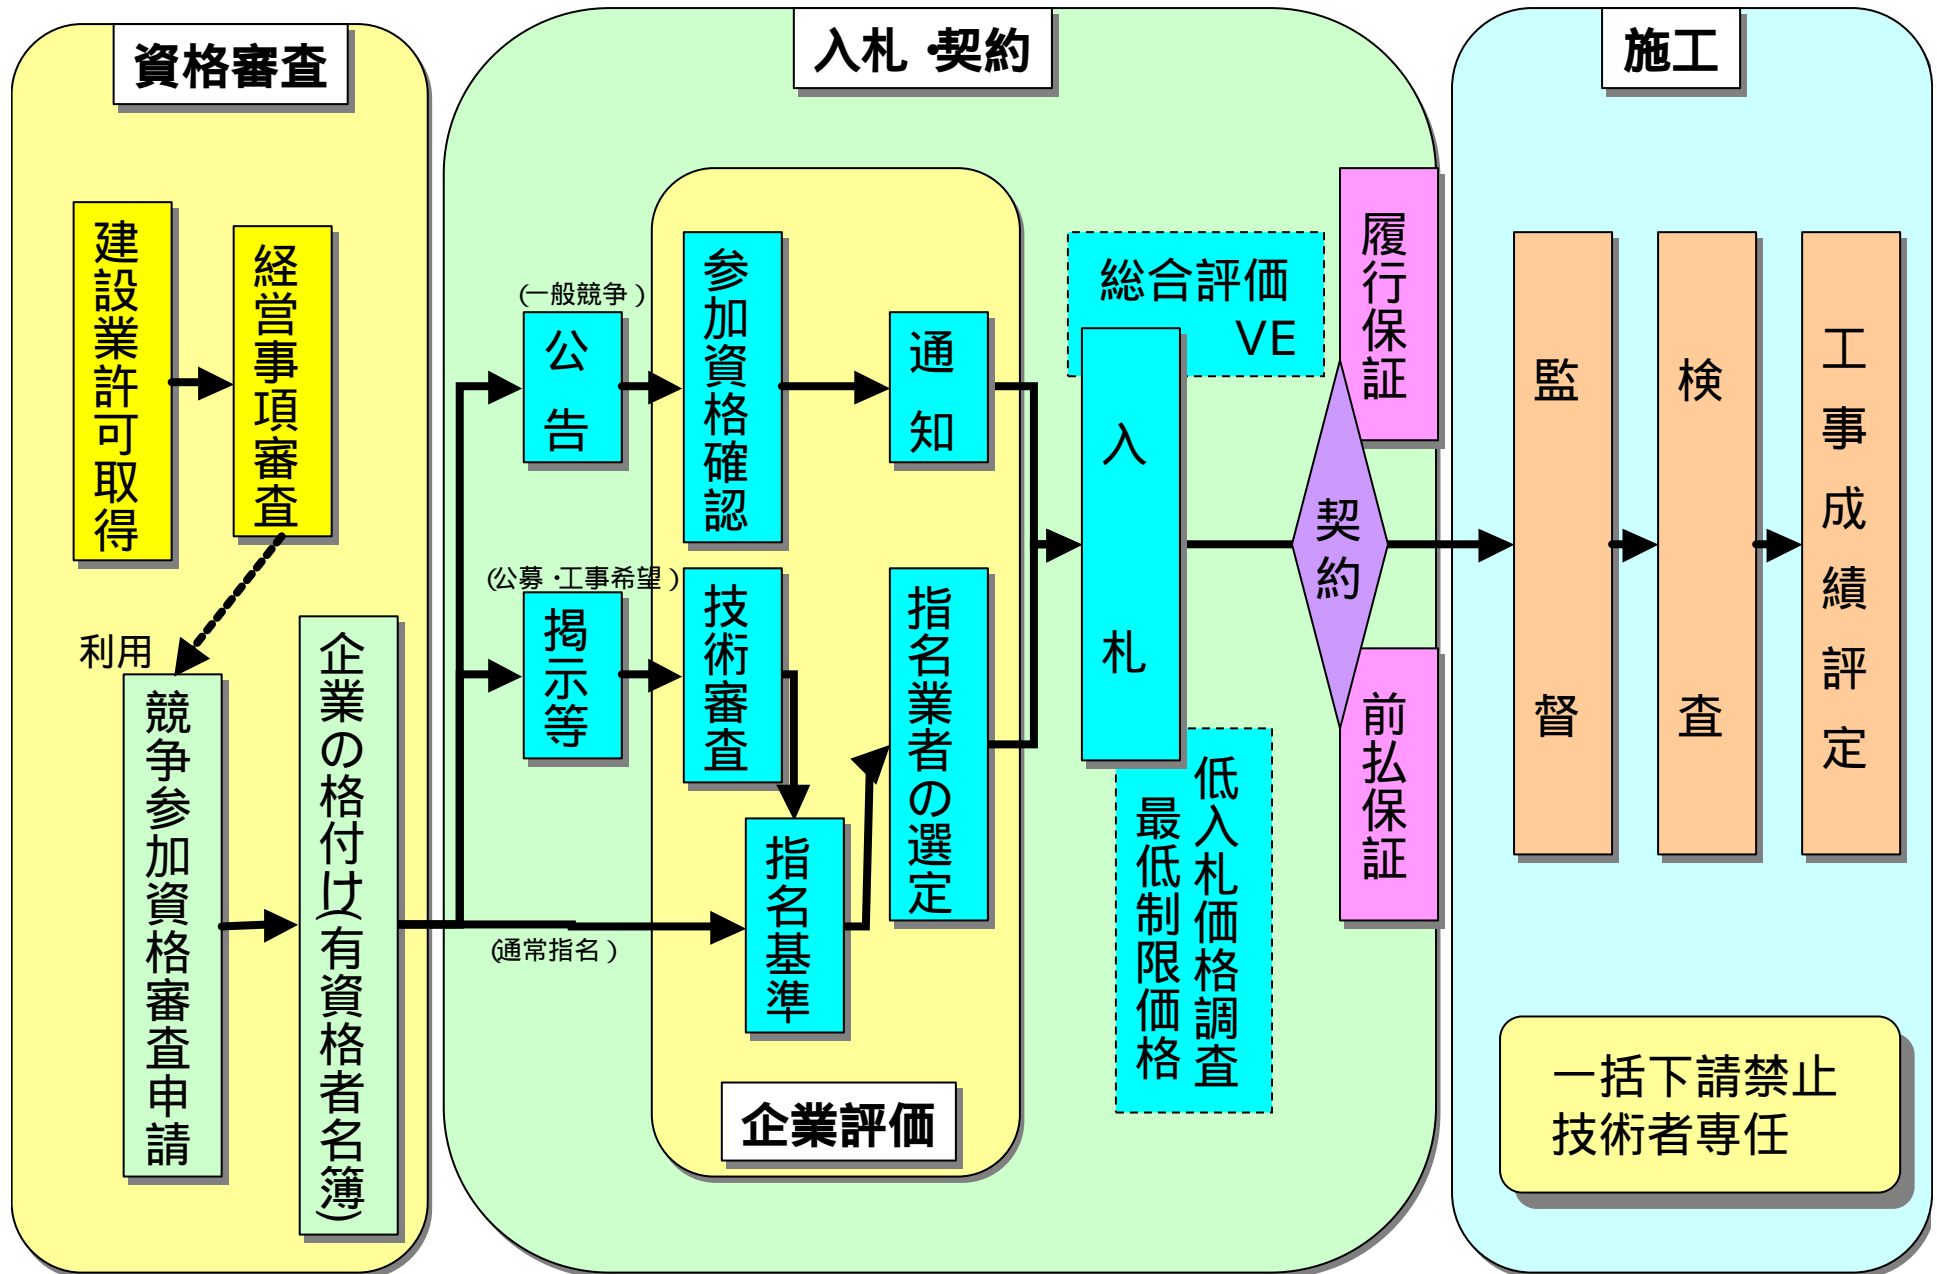 資格審査
建設業許可取得
経営事項審査
利用
競争参加資格審査申請
企業の格付け(有資格者名簿)
入札・契約
(一般競争)
公告
参加資格確認
通知
(公募・工事希望)
掲示等
技術審査
指名業者の選定
(通常指名)
指名基準
企業評価
総合評価
VE
入札
低入札価格調査
最低制限価格
履行保証
契約
前払保証
施工
監督
検査
工事成績評定
一括下請禁止
技術者専任